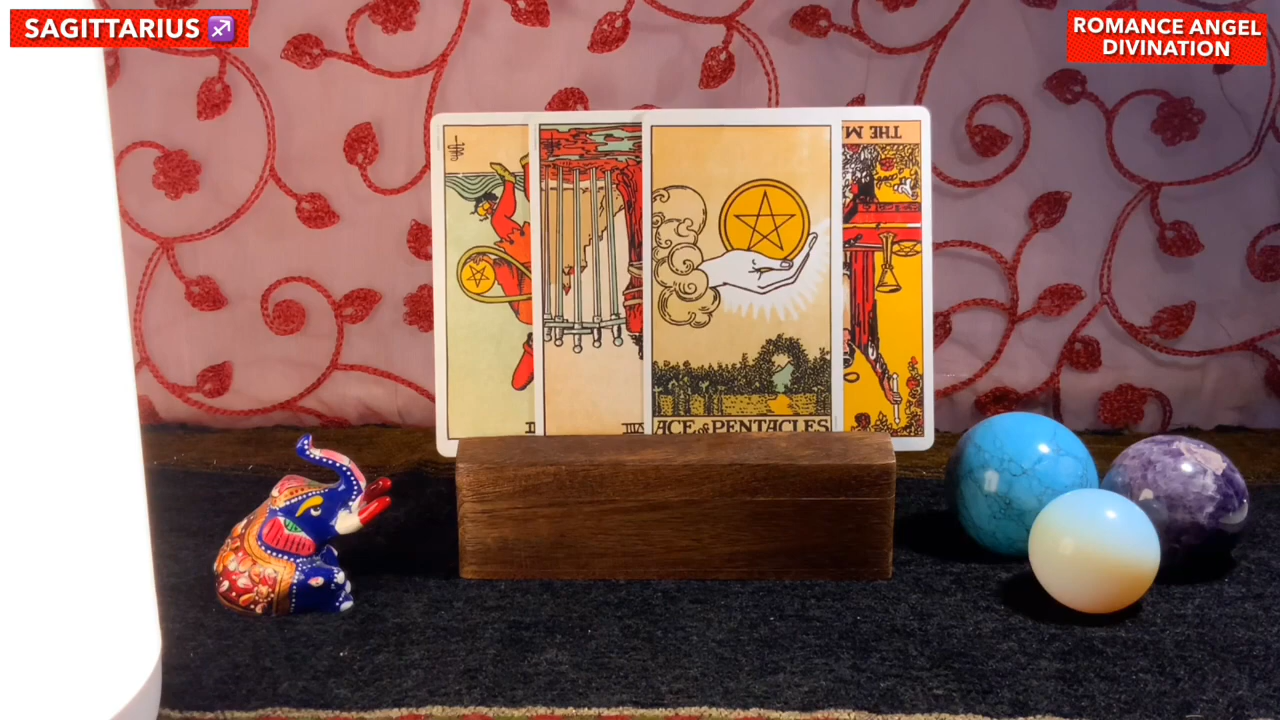 SAGITTARIUS ♐
ROMANCE ANGEL
DIVINATION
THE M
ACE of PENTACLES